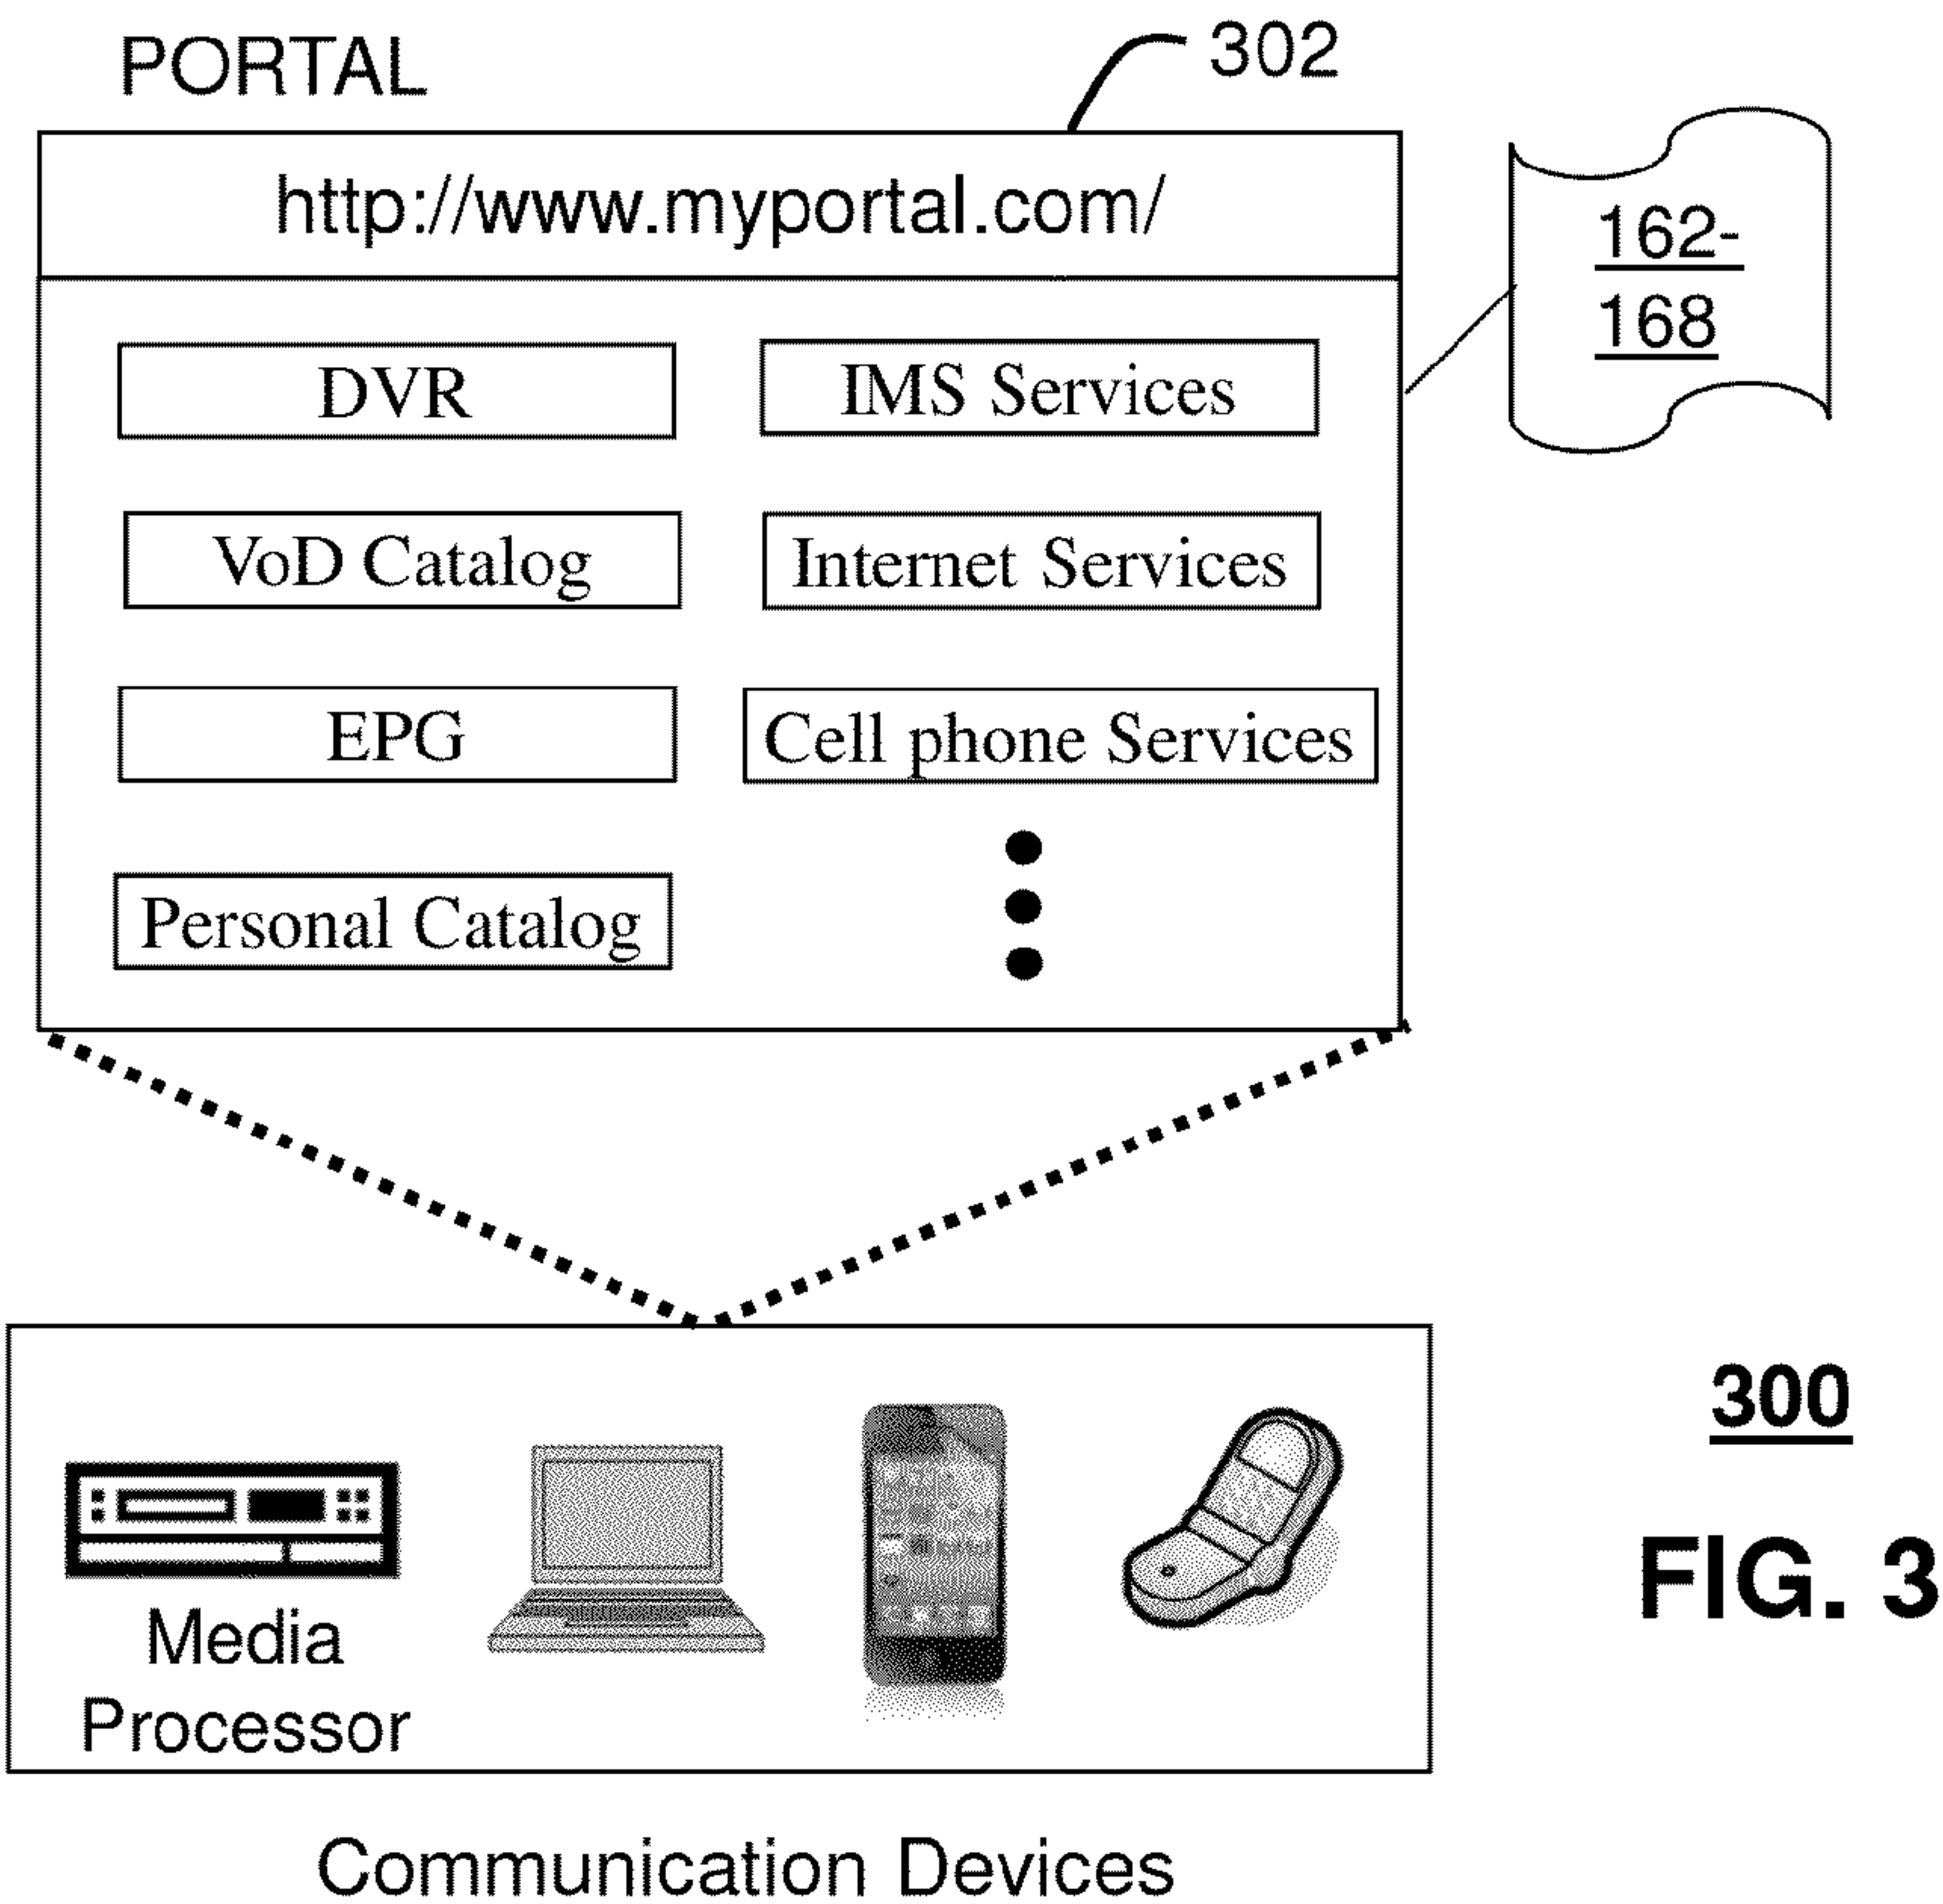 PORTAL
302
http://www.myportal.com/
162-
168
DVR
IMS Services
VoD Catalog
Internet Services
EPG
Cell phone Services
Personal Catalog
Media
Processor
300
FIG. 3
Communication Devices